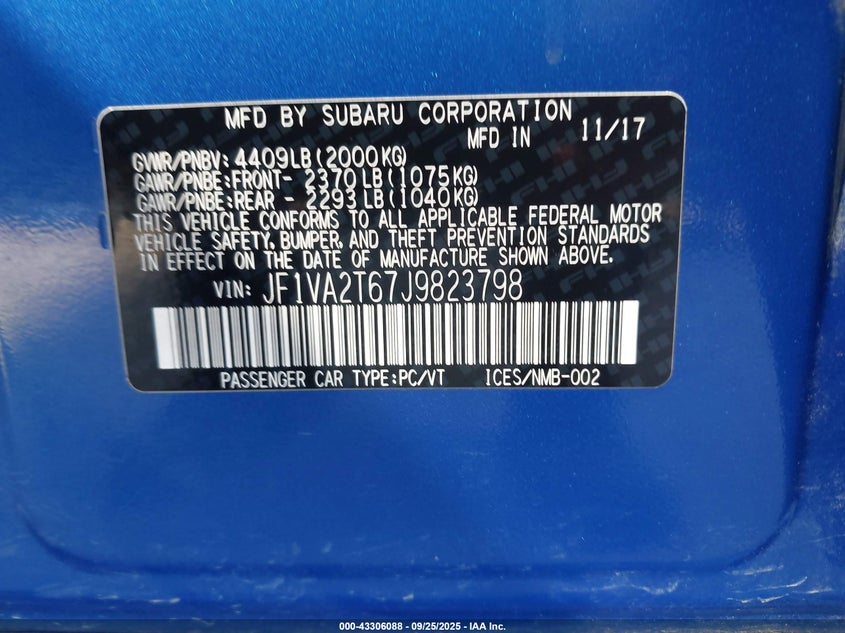 MFD BY SUBARU CORPORATION
MFD IN 11/17
GVWR/PNBV: 4409LB(2000KG)
GAWR/PNBE:FRONT- 2370LB(1075KG)
GAWR/PNBE:REAR - 2293LB(1040KG)
THIS VEHICLE CONFORMS TO ALL APPLICABLE FEDERAL MOTOR
VEHICLE SAFETY, BUMPER, AND THEFT PREVENTION STANDARDS
IN EFFECT ON THE DATE OF MANUFACTURE SHOWN ABOVE.
VIN: JF1VA2T67J9823798
PASSENGER CAR TYPE:PC/VT ICES/NMB-002
000-43306088 - 09/25/2025 - IAA Inc.